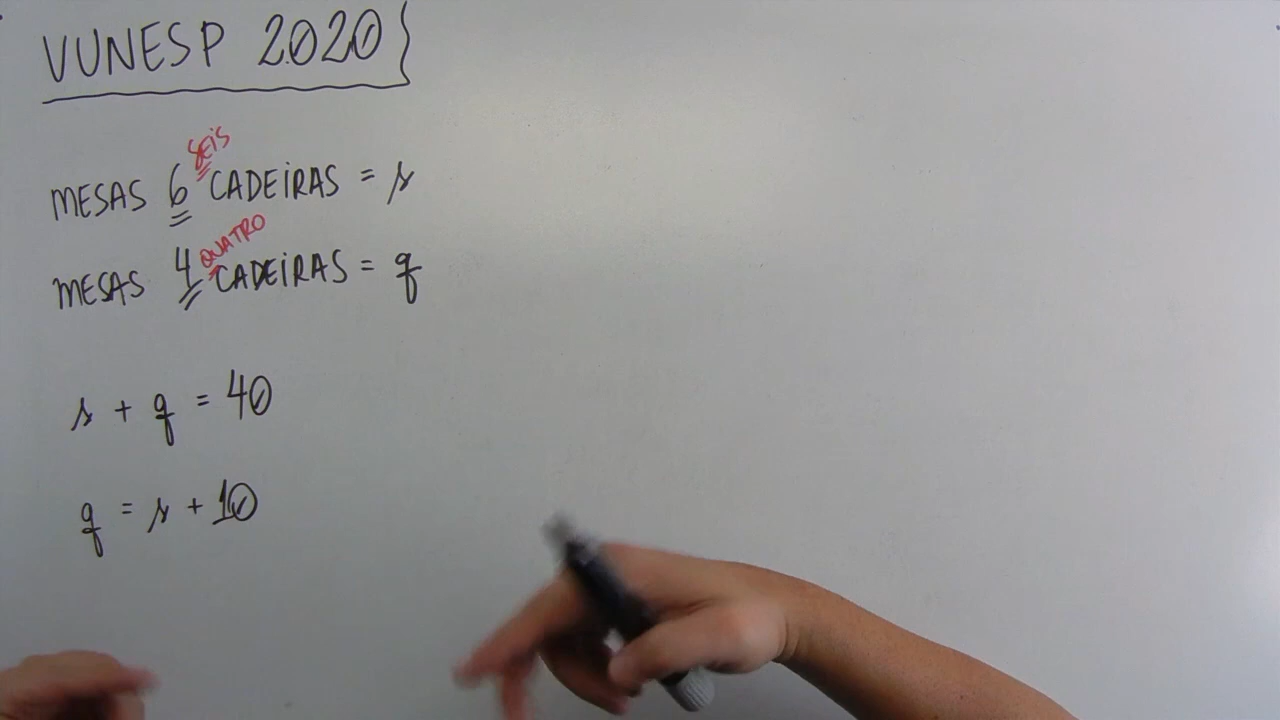 VUNESP 2020
SEIS
MESAS 6 CADEIRAS = s
QUATRO
MESAS 4 CADEIRAS = q
s + q = 40
q = s + 10